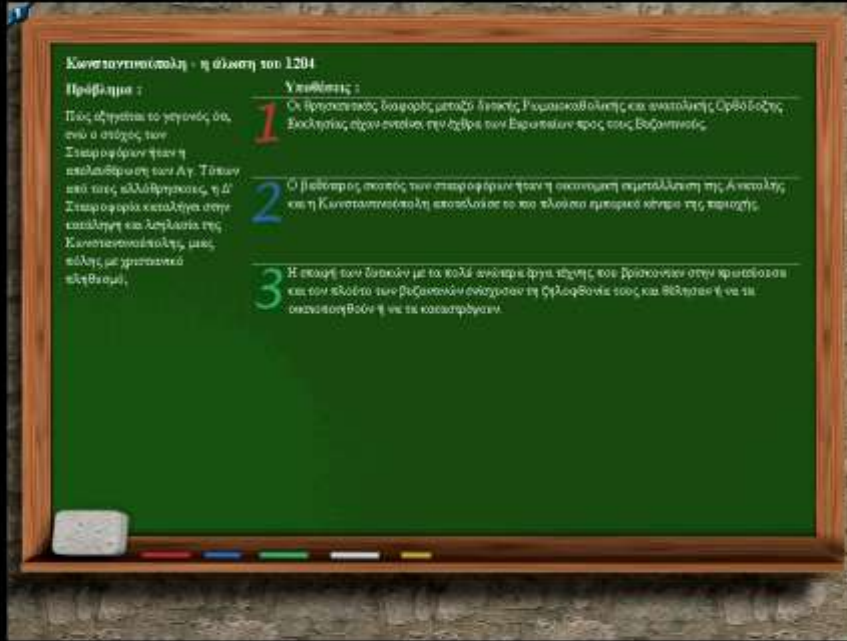 1
Κωνσταντινούπολη - η άλωση του 1204
Πρόβλημα :
Πώς εξηγείται το γεγονός ότι,
ενώ ο στόχος των
Σταυροφόρων ήταν η
απελευθέρωση των Αγ. Τόπων
από τους αλλόθρησκους, η Δ'
Σταυροφορία καταλήγει στην
κατάληψη και λεηλασία της
Κωνσταντινούπολης, μιας
πόλης με χριστιανικό
πληθυσμό;
Υποθέσεις :
1
Οι θρησκευτικές διαφορές μεταξύ δυτικής Ρωμαιοκαθολικής και ανατολικής Ορθόδοξης
Εκκλησίας είχαν εντείνει την έχθρα των Ευρωπαίων προς τους Βυζαντινούς.
2
Ο βαθύτερος σκοπός των σταυροφόρων ήταν η οικονομική εκμετάλλευση της Ανατολής
και η Κωνσταντινούπολη αποτελούσε το πιο πλούσιο εμπορικό κέντρο της περιοχής.
3
Η επαφή των δυτικών με τα πολύ ανώτερα έργα τέχνης που βρίσκονταν στην πρωτεύουσα
και τον πλούτο των βυζαντινών ενίσχυσαν τη ζηλοφθονία τους και θέλησαν ή να τα
οικειοποιηθούν ή να τα καταστρέψουν.